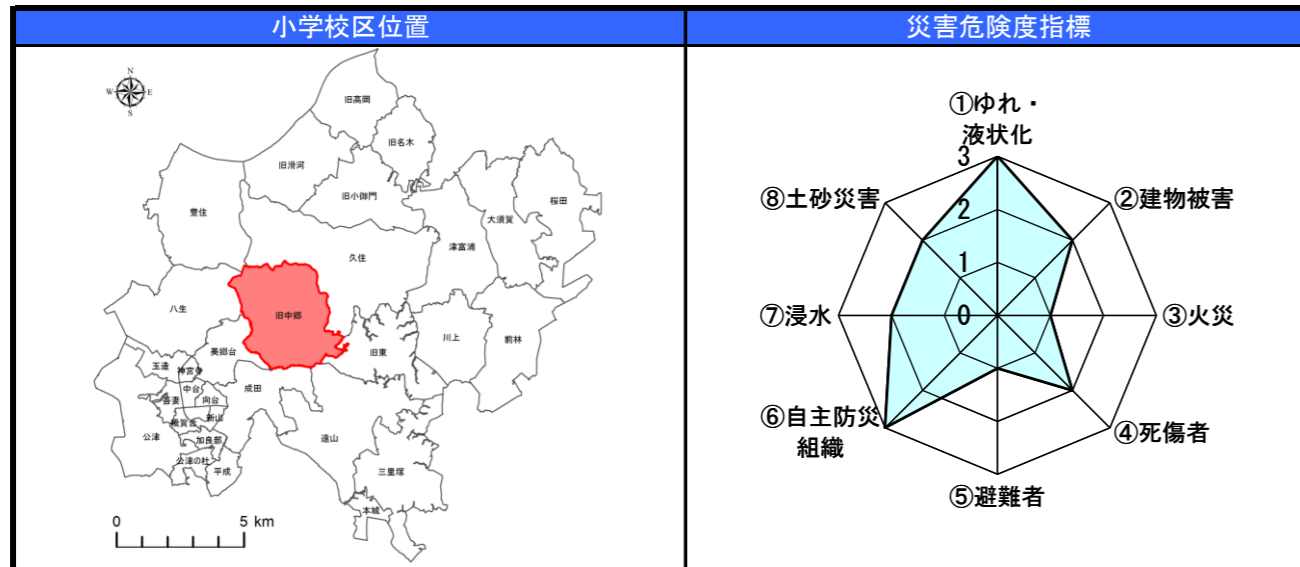 小学校区位置
災害危険度指標
N
W
E
S
旧高岡
旧名木
旧滑河
旧小御門
桜田
大須賀
豊住
津富浦
久住
八生
旧中郷
川上
前林
旧東
美郷台
玉造
神宮寺
成田
中台
吾妻
向台
新山
橋賀台
公津
加良部
遠山
公津の杜
平成
三里塚
本城
0
5 km
①ゆれ・
液状化
3
⑧土砂災害
②建物被害
2
1
⑦浸水
0
③火災
⑥自主防災
組織
④死傷者
⑤避難者